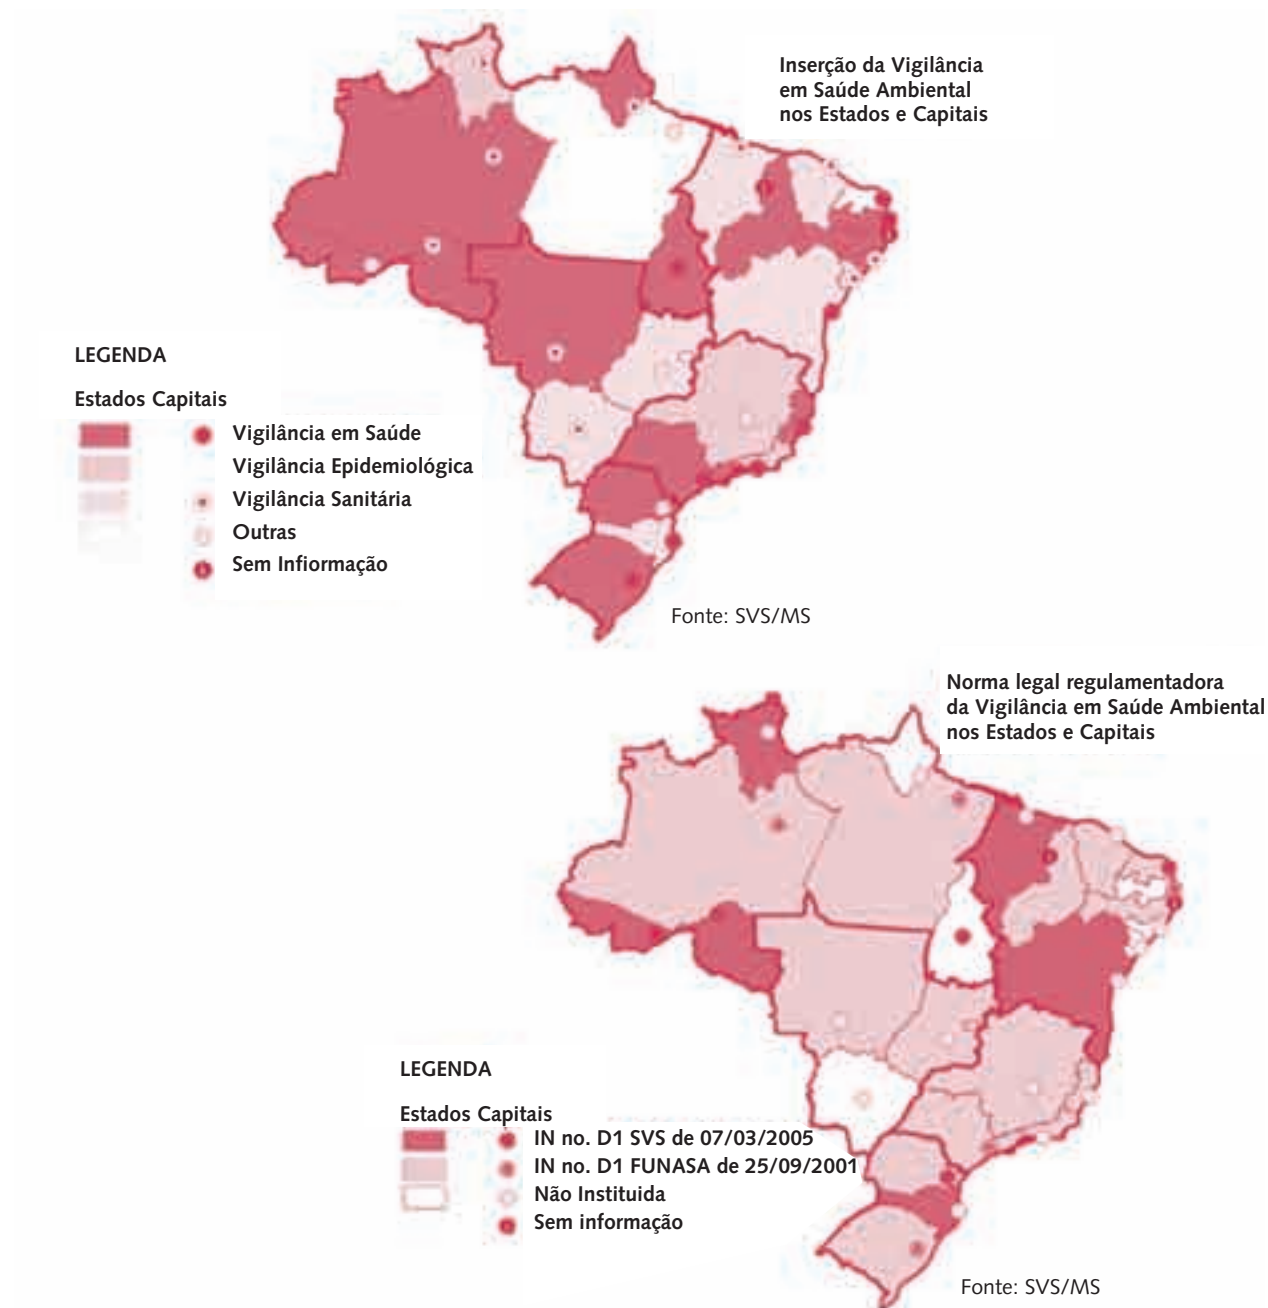 Inserção da Vigilância
em Saúde Ambiental
nos Estados e Capitais
LEGENDA
Estados Capitais
Vigilância em Saúde
Vigilância Epidemiológica
Vigilância Sanitária
Outras
Sem Infiormação
Fonte: SVS/MS
Norma legal regulamentadora
da Vigilância em Saúde Ambiental
nos Estados e Capitais
LEGENDA
Estados Capitais
IN no. D1 SVS de 07/03/2005
IN no. D1 FUNASA de 25/09/2001
Não Instituida
Sem informação
Fonte: SVS/MS